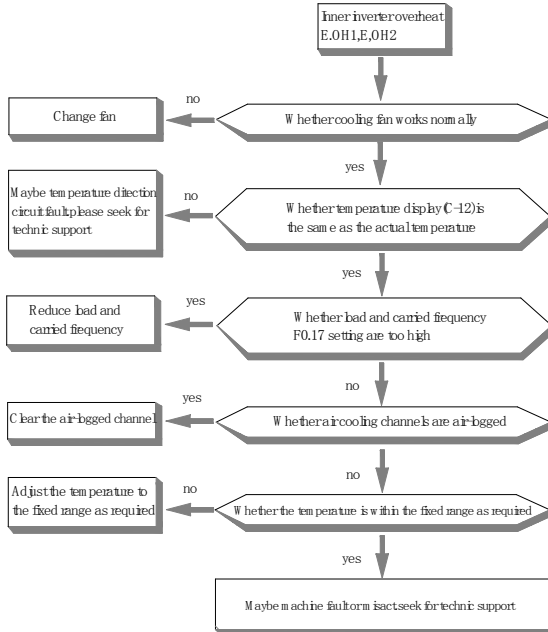 Inner inverter overheat
E.OH1,E,OH2
no
Change fan
Whether cooling fan works normally
yes
Maybe temperature direction
circuit fault,please seek for
technic support
no
Whether temperature display(C-12) is
the same as the actual temperature
yes
Reduce load and
carried frequency
yes
Whether load and carried frequency
F0.17 setting are too high
no
Clear the air-logged channel
yes
Whether air cooling channels are air-logged
no
Adjust the temperature to
the fixed range as required
no
Whether the temperature is within the fixed range as required
yes
Maybe machine fault or misact,seek for technic support